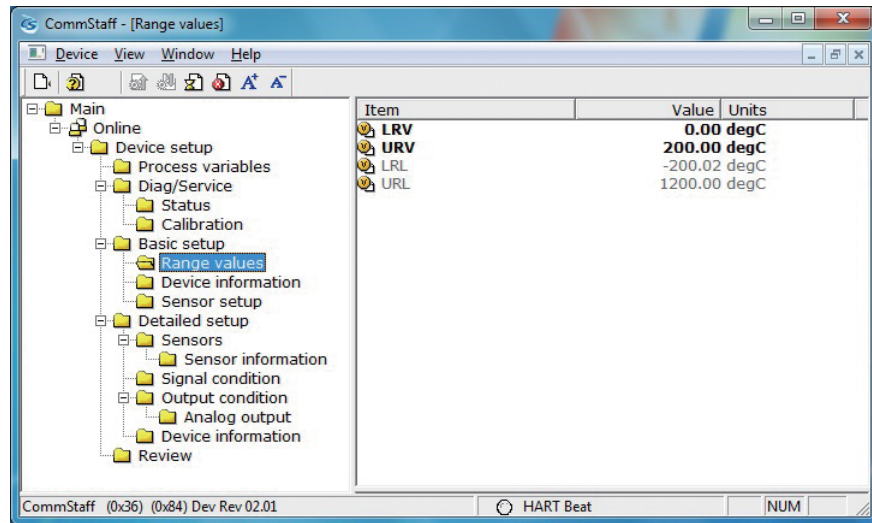 CommStaff - [Range values]
Device View Window Help
Main
Online
Device setup
Process variables
Diag/Service
Status
Calibration
Basic setup
Range values
Device information
Sensor setup
Detailed setup
Sensors
Sensor information
Signal condition
Output condition
Analog output
Device information
Review
Item Value Units
LRV 0.00 degC
URV 200.00 degC
LRL -200.02 degC
URL 1200.00 degC
CommStaff (0x36) (0x84) Dev Rev 02.01 HART Beat NUM